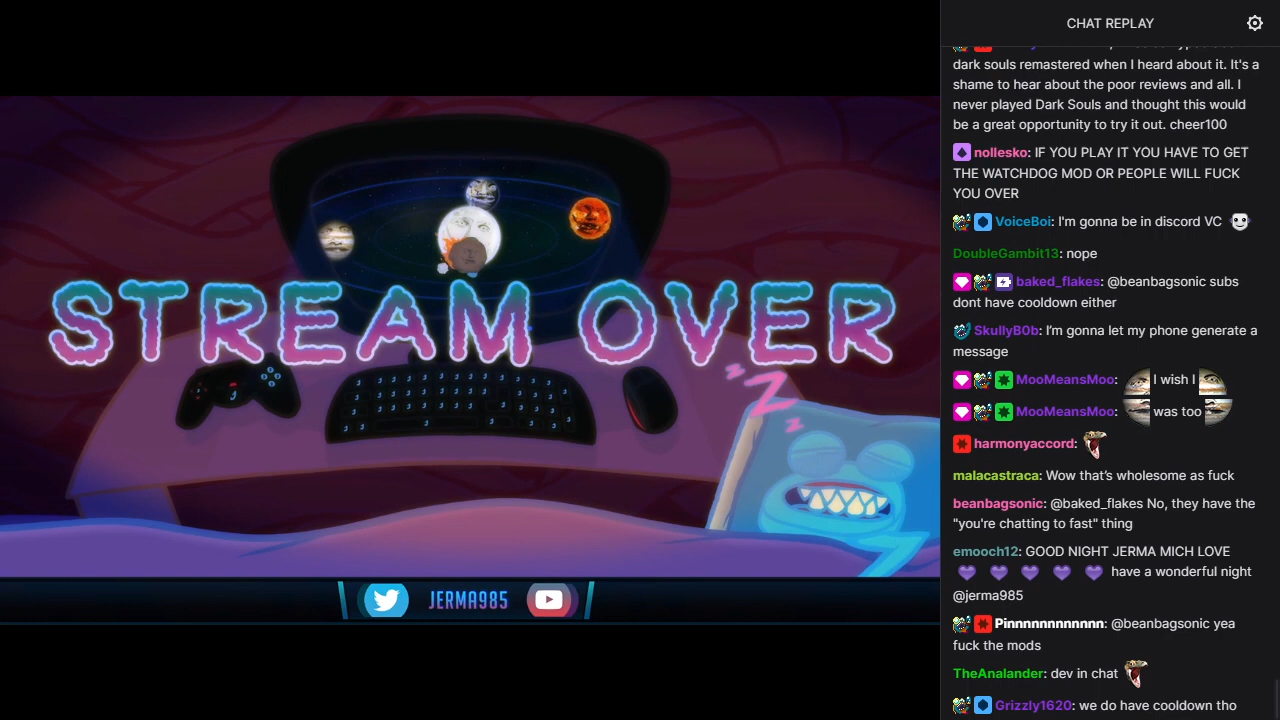 CHAT REPLAY
dark souls remastered when I heard about it. It's a
shame to hear about the poor reviews and all. I
never played Dark Souls and thought this would
be a great opportunity to try it out. cheer100
nollesko: IF YOU PLAY IT YOU HAVE TO GET
THE WATCHDOG MOD OR PEOPLE WILL FUCK
YOU OVER
VoiceBoi: I'm gonna be in discord VC
DoubleGambit13: nope
baked_flakes: @beanbagsonic subs
dont have cooldown either
SkullyB0b: I'm gonna let my phone generate a
message
MooMeansMoo: I wish I
MooMeansMoo: was too
harmonyaccord:
malacastraca: Wow that's wholesome as fuck
beanbagsonic: @baked_flakes No, they have the
"you're chatting to fast" thing
emooch12: GOOD NIGHT JERMA MICH LOVE
have a wonderful night
@jerma985
Pinnnnnnnnnnnn: @beanbagsonic yea
fuck the mods
TheAnalander: dev in chat
Grizzly1620: we do have cooldown tho
STREAM OVER
z
Z
z
JERMA985